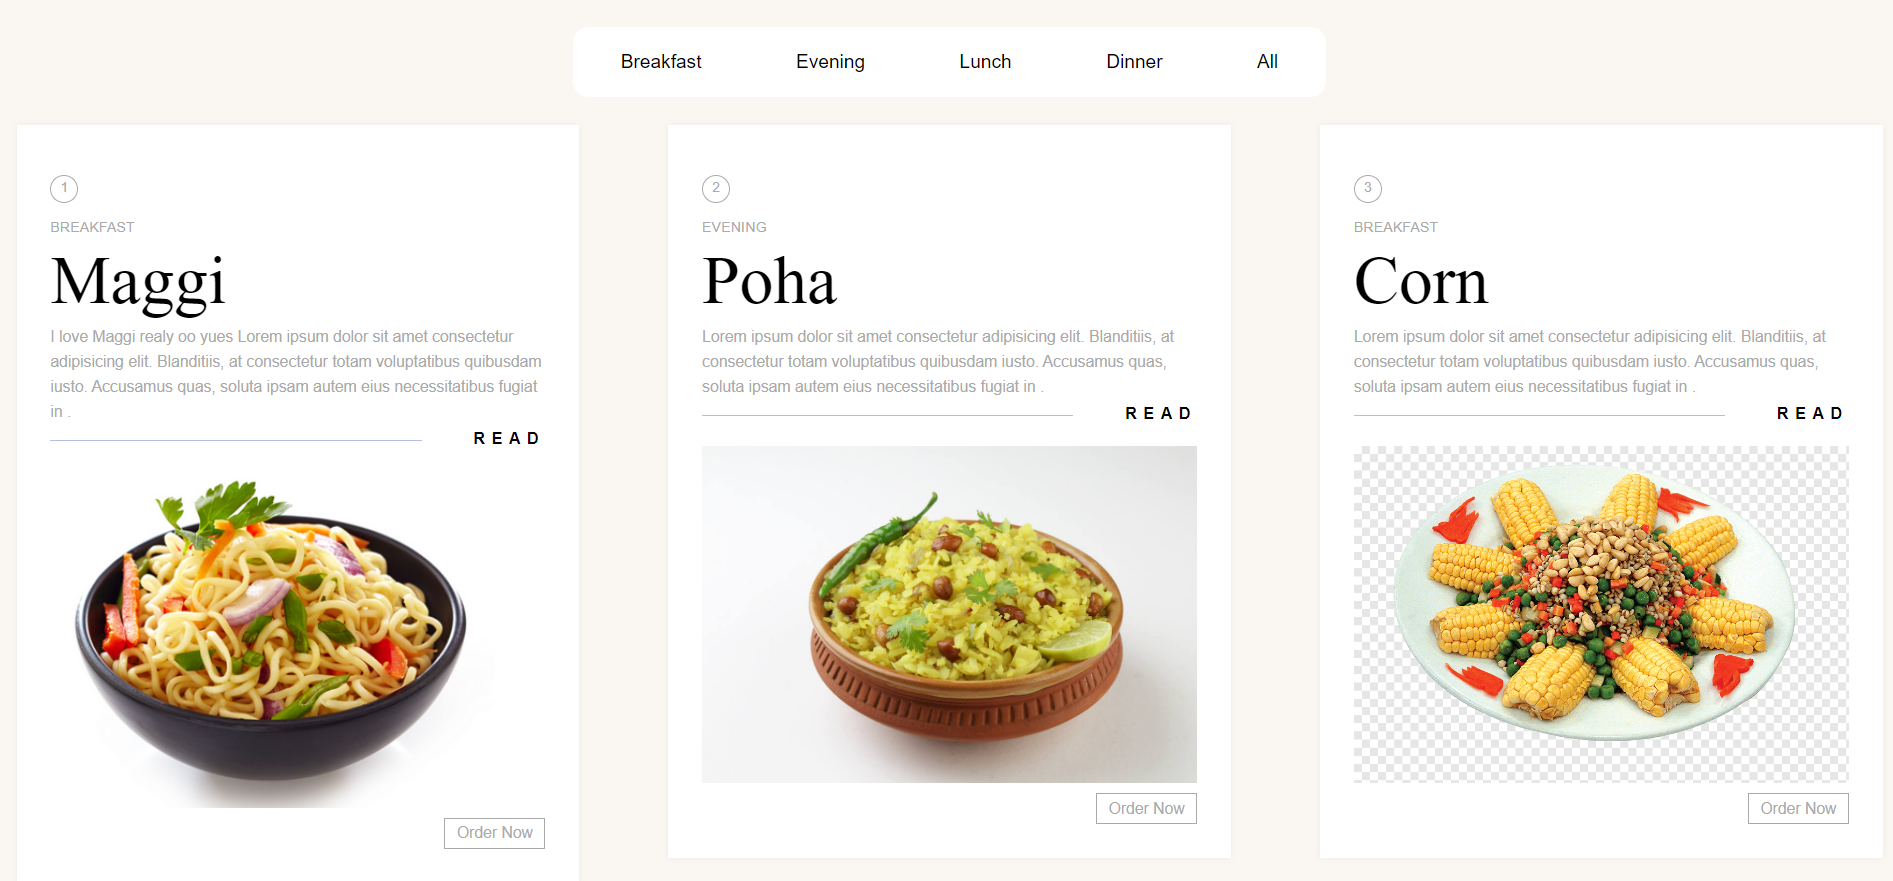 Breakfast Evening Lunch Dinner All
1
BREAKFAST
Maggi
I love Maggi realy oo yues Lorem ipsum dolor sit amet consectetur
adipisicing elit. Blanditiis, at consectetur totam voluptatibus quibusdam
iusto. Accusamus quas, soluta ipsam autem eius necessitatibus fugiat
in .
READ
Order Now
2
EVENING
Poha
Lorem ipsum dolor sit amet consectetur adipisicing elit. Blanditiis, at
consectetur totam voluptatibus quibusdam iusto. Accusamus quas,
soluta ipsam autem eius necessitatibus fugiat in .
READ
Order Now
3
BREAKFAST
Corn
Lorem ipsum dolor sit amet consectetur adipisicing elit. Blanditiis, at
consectetur totam voluptatibus quibusdam iusto. Accusamus quas,
soluta ipsam autem eius necessitatibus fugiat in .
READ
Order Now